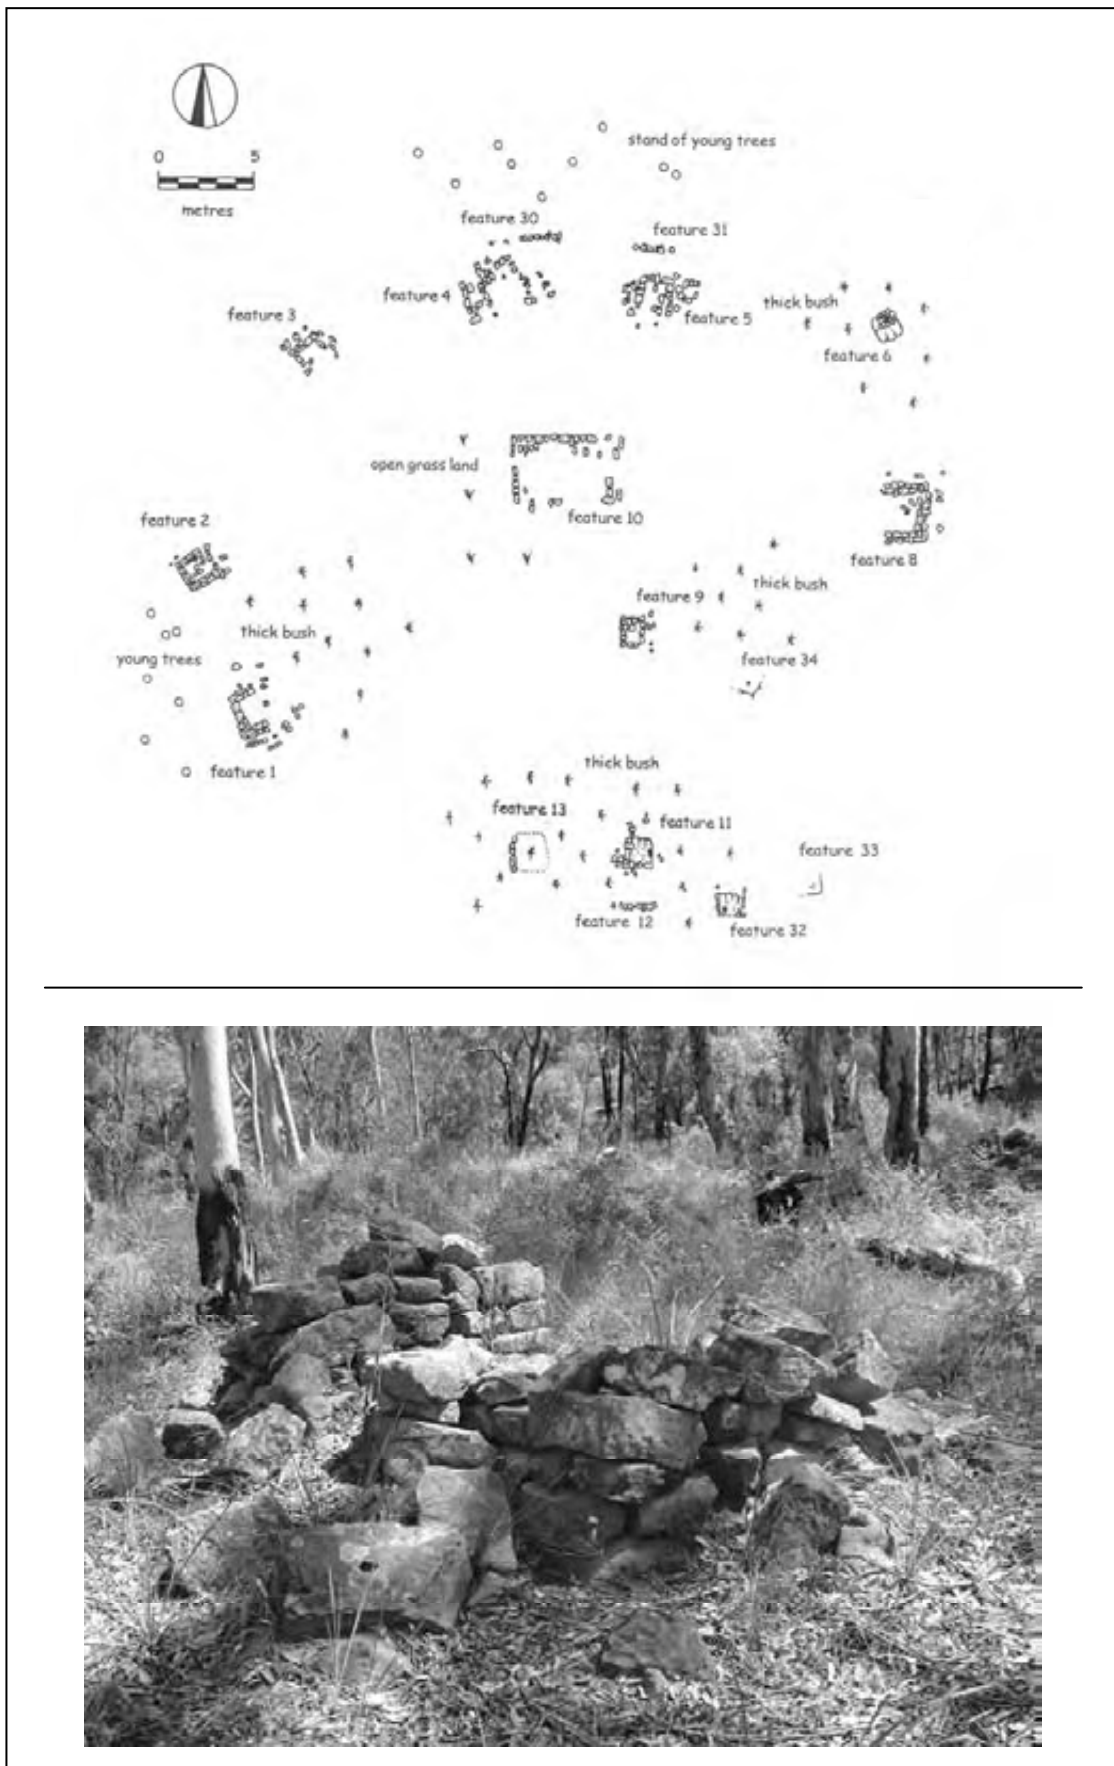 0 5
metres
stand of young trees
feature 30
feature 31
feature 4
thick bush
feature 3
feature 5
feature 6
open grass land
feature 10
feature 2
feature 8
thick bush
feature 9
thick bush
young trees
feature 34
feature 1
thick bush
feature 13
feature 11
feature 33
feature 12
feature 32